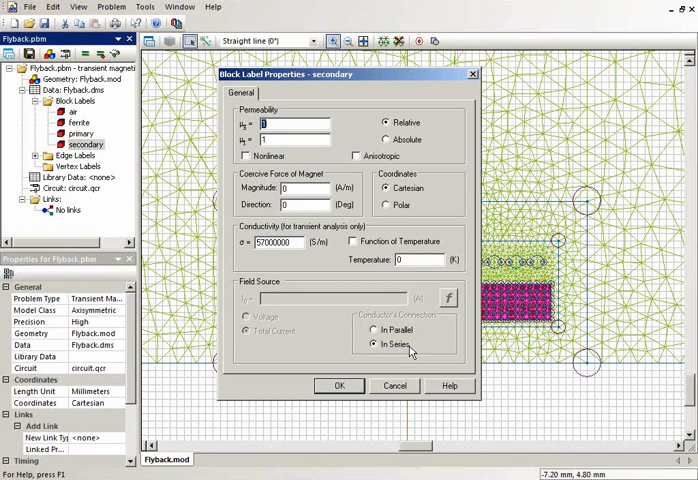 File Edit View Problem Tools Window Help
Straight line (0°)
Flyback.pbm
Flyback.pbm - transient magneti
Geometry: Flyback.mod
Data: Flyback.dms
Block Labels
air
ferrite
primary
secondary
Edge Labels
Vertex Labels
Library Data: <none>
Circuit: circuit.qcr
Links:
No links
Properties for Flyback.pbm
General
Problem Type Transient Ma...
Model Class Axisymmetric
Precision High
Geometry Flyback.mod
Data Flyback.dms
Library Data
Circuit circuit.qcr
Coordinates
Length Unit Millimeters
Coordinates Cartesian
Links
Add Link
New Link Typ <none>
Linked Pr...
Timing
Block Label Properties - secondary
General
Permeability
1
1
Relative
Absolute
Nonlinear
Anisotropic
Coercive Force of Magnet
Magnitude: 0 (A/m)
Direction: 0 (Deg)
Coordinates
Cartesian
Polar
Conductivity (for transient analysis only)
σ = 57000000 (S/m)
Function of Temperature
Temperature: 0 (K)
Field Source
(A)
f
Voltage
Total Current
Conductor's Connection
In Parallel
In Series
OK Cancel Help
Flyback.mod
For Help, press F1
-7.20 mm, 4.80 mm